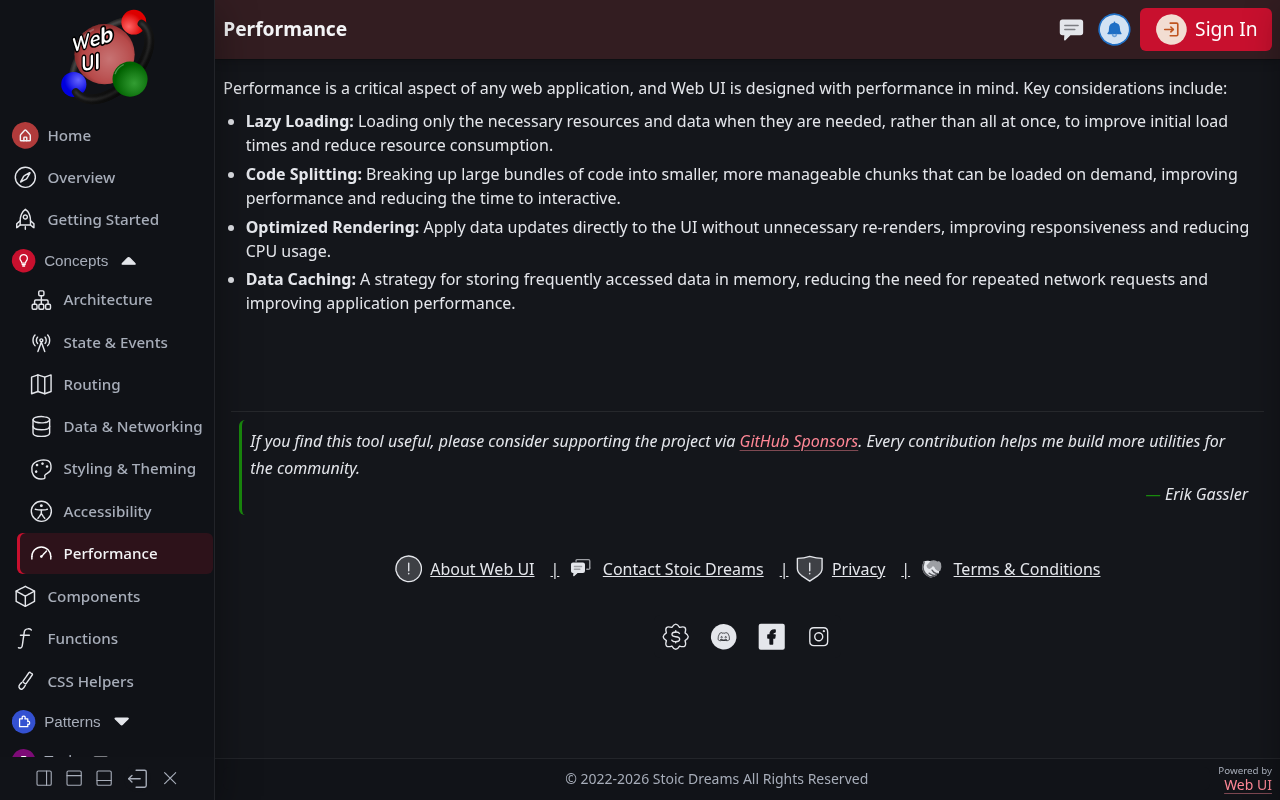 Web
UI
Home
Overview
Getting Started
Concepts
Architecture
State & Events
Routing
Data & Networking
Styling & Theming
Accessibility
Performance
Components
Functions
CSS Helpers
Patterns
Performance
Sign In
Performance is a critical aspect of any web application, and Web UI is designed with performance in mind. Key considerations include:
Lazy Loading: Loading only the necessary resources and data when they are needed, rather than all at once, to improve initial load
times and reduce resource consumption.
Code Splitting: Breaking up large bundles of code into smaller, more manageable chunks that can be loaded on demand, improving
performance and reducing the time to interactive.
Optimized Rendering: Apply data updates directly to the UI without unnecessary re-renders, improving responsiveness and reducing
CPU usage.
Data Caching: A strategy for storing frequently accessed data in memory, reducing the need for repeated network requests and
improving application performance.
If you find this tool useful, please consider supporting the project via GitHub Sponsors. Every contribution helps me build more utilities for
the community.
— Erik Gassler
About Web UI | Contact Stoic Dreams | Privacy | Terms & Conditions
© 2022-2026 Stoic Dreams All Rights Reserved
Powered by
Web UI